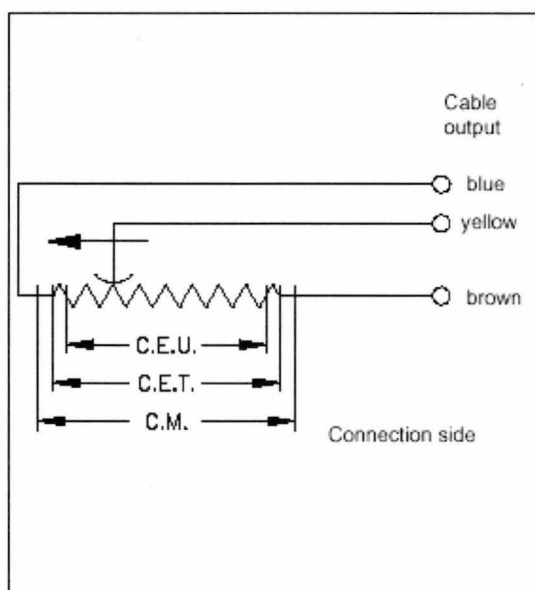 Cable
output
blue
yellow
brown
C.E.U.
C.E.T.
C.M.
Connection side